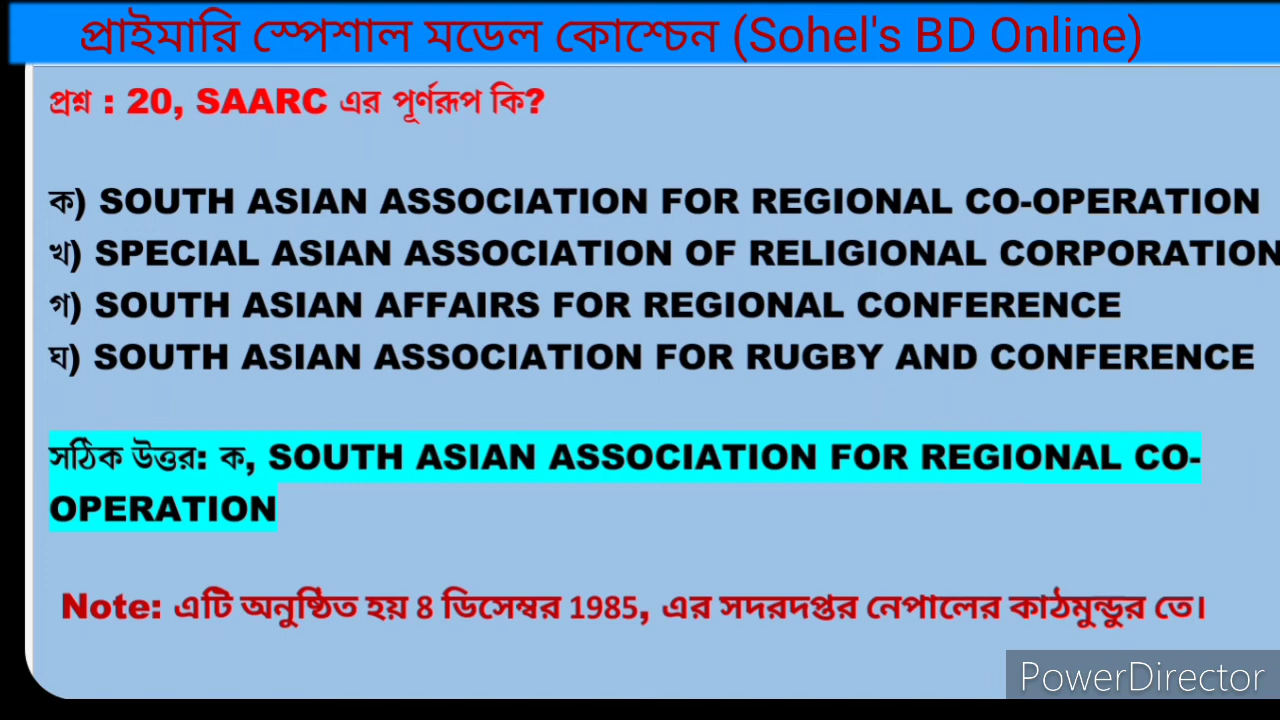 প্রাইমারি স্পেশাল মডেল কোশ্চেন (Sohel's BD Online)
প্রশ্ন : 20, SAARC এর পূর্ণরূপ কি?
ক) SOUTH ASIAN ASSOCIATION FOR REGIONAL CO-OPERATION
খ) SPECIAL ASIAN ASSOCIATION OF RELIGIONAL CORPORATION
গ) SOUTH ASIAN AFFAIRS FOR REGIONAL CONFERENCE
ঘ) SOUTH ASIAN ASSOCIATION FOR RUGBY AND CONFERENCE
সঠিক উত্তর: ক, SOUTH ASIAN ASSOCIATION FOR REGIONAL CO-
OPERATION
Note: এটি অনুষ্ঠিত হয় 8 ডিসেম্বর 1985, এর সদরদপ্তর নেপালের কাঠমুন্ডুর তে।
PowerDirector